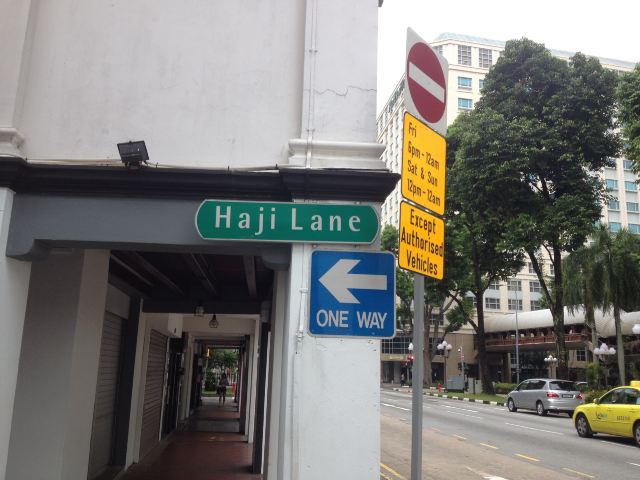 Haji Lane
ONE WAY
Fri
6pm-12am
Sat & Sun
12pm-12am
Except
Authorised
Vehicles